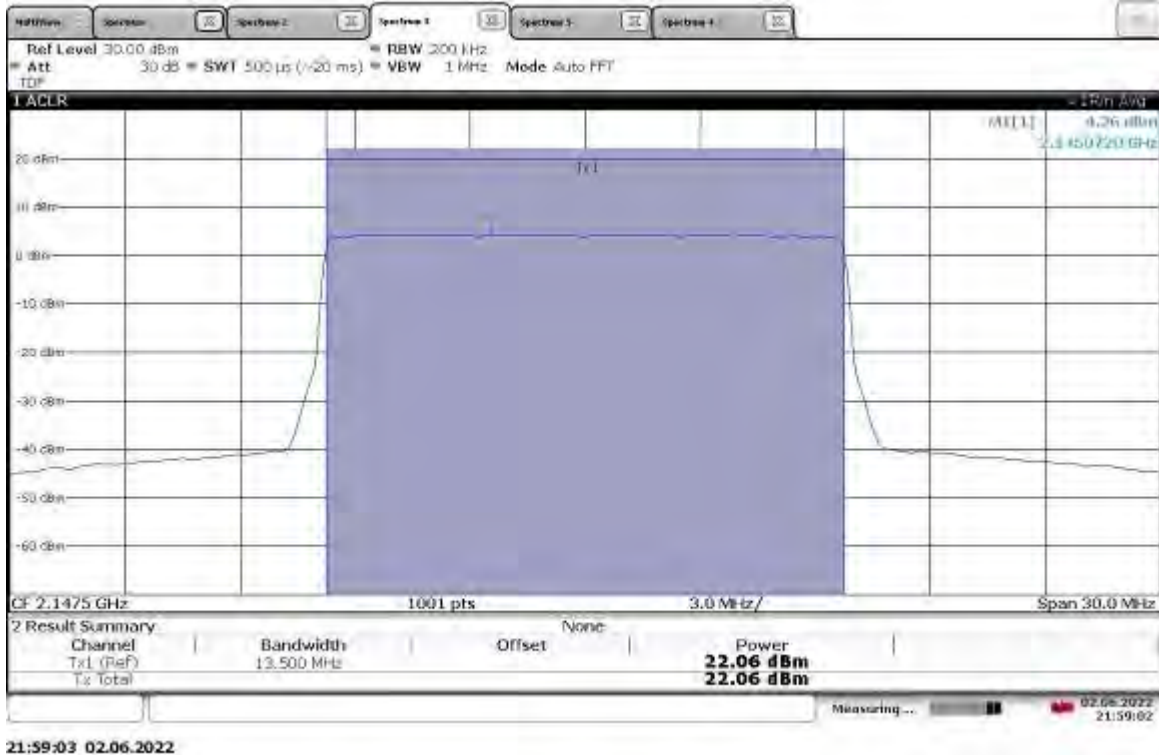 MultiView Spectrum Spectrum 2 Spectrum 3 Spectrum 5 Spectrum 4
Ref Level 30.00 dBm RBW 200 kHz
Att 30 dB SWT 500 µs (~20 ms) VBW 1 MHz Mode Auto FFT
TDF
1 ACLR 1Rm Avg
M1[1] 4.26 dBm
2.1450720 GHz
20 dBm
Tx1
10 dBm
0 dBm
-10 dBm
-20 dBm
-30 dBm
-40 dBm
-50 dBm
-60 dBm
CF 2.1475 GHz 1001 pts 3.0 MHz/ Span 30.0 MHz
2 Result Summary None
Channel Bandwidth Offset Power
Tx1 (Ref) 13.500 MHz 22.06 dBm
Tx Total 22.06 dBm
Measuring... 02.06.2022
21:59:02
21:59:03 02.06.2022